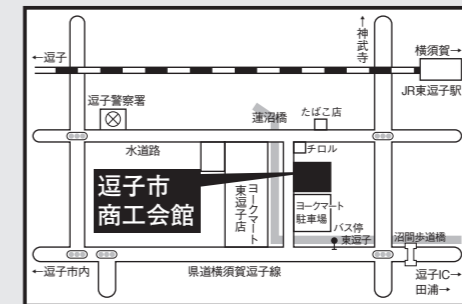 ←逗子
神武寺→
横須賀→
JR東逗子駅
逗子警察署
蓮沼橋
たばこ店
水道路
チロル
逗子市
商工会館
ヨークマート
東逗子店
ヨークマート
駐車場
バス停
東逗子
沼間歩道橋
←逗子市内
県道横須賀逗子線
逗子IC→
田浦→